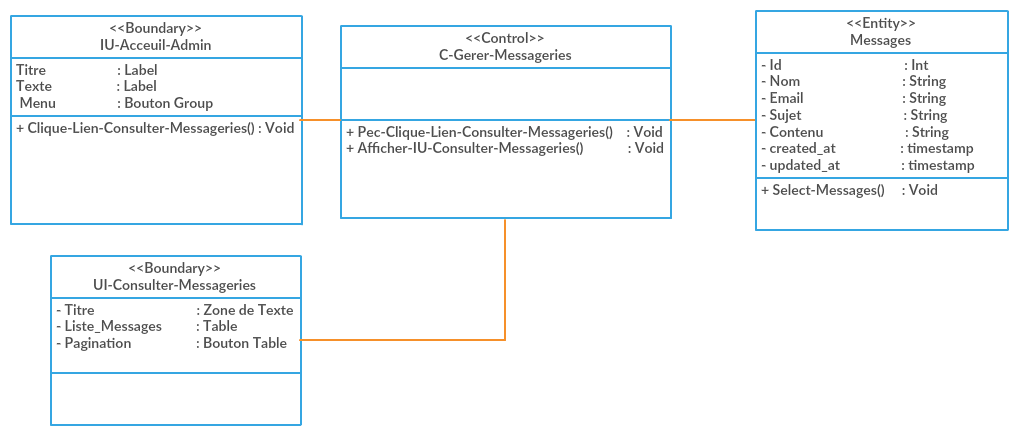 <<Boundary>>
IU-Acceuil-Admin
Titre : Label
Texte : Label
Menu : Bouton Group
+ Clique-Lien-Consulter-Messageries() : Void
<<Control>>
C-Gerer-Messageries
+ Pec-Clique-Lien-Consulter-Messageries() : Void
+ Afficher-IU-Consulter-Messageries() : Void
<<Entity>>
Messages
- Id : Int
- Nom : String
- Email : String
- Sujet : String
- Contenu : String
- created_at : timestamp
- updated_at : timestamp
+ Select-Messages() : Void
<<Boundary>>
UI-Consulter-Messageries
- Titre : Zone de Texte
- Liste_Messages : Table
- Pagination : Bouton Table